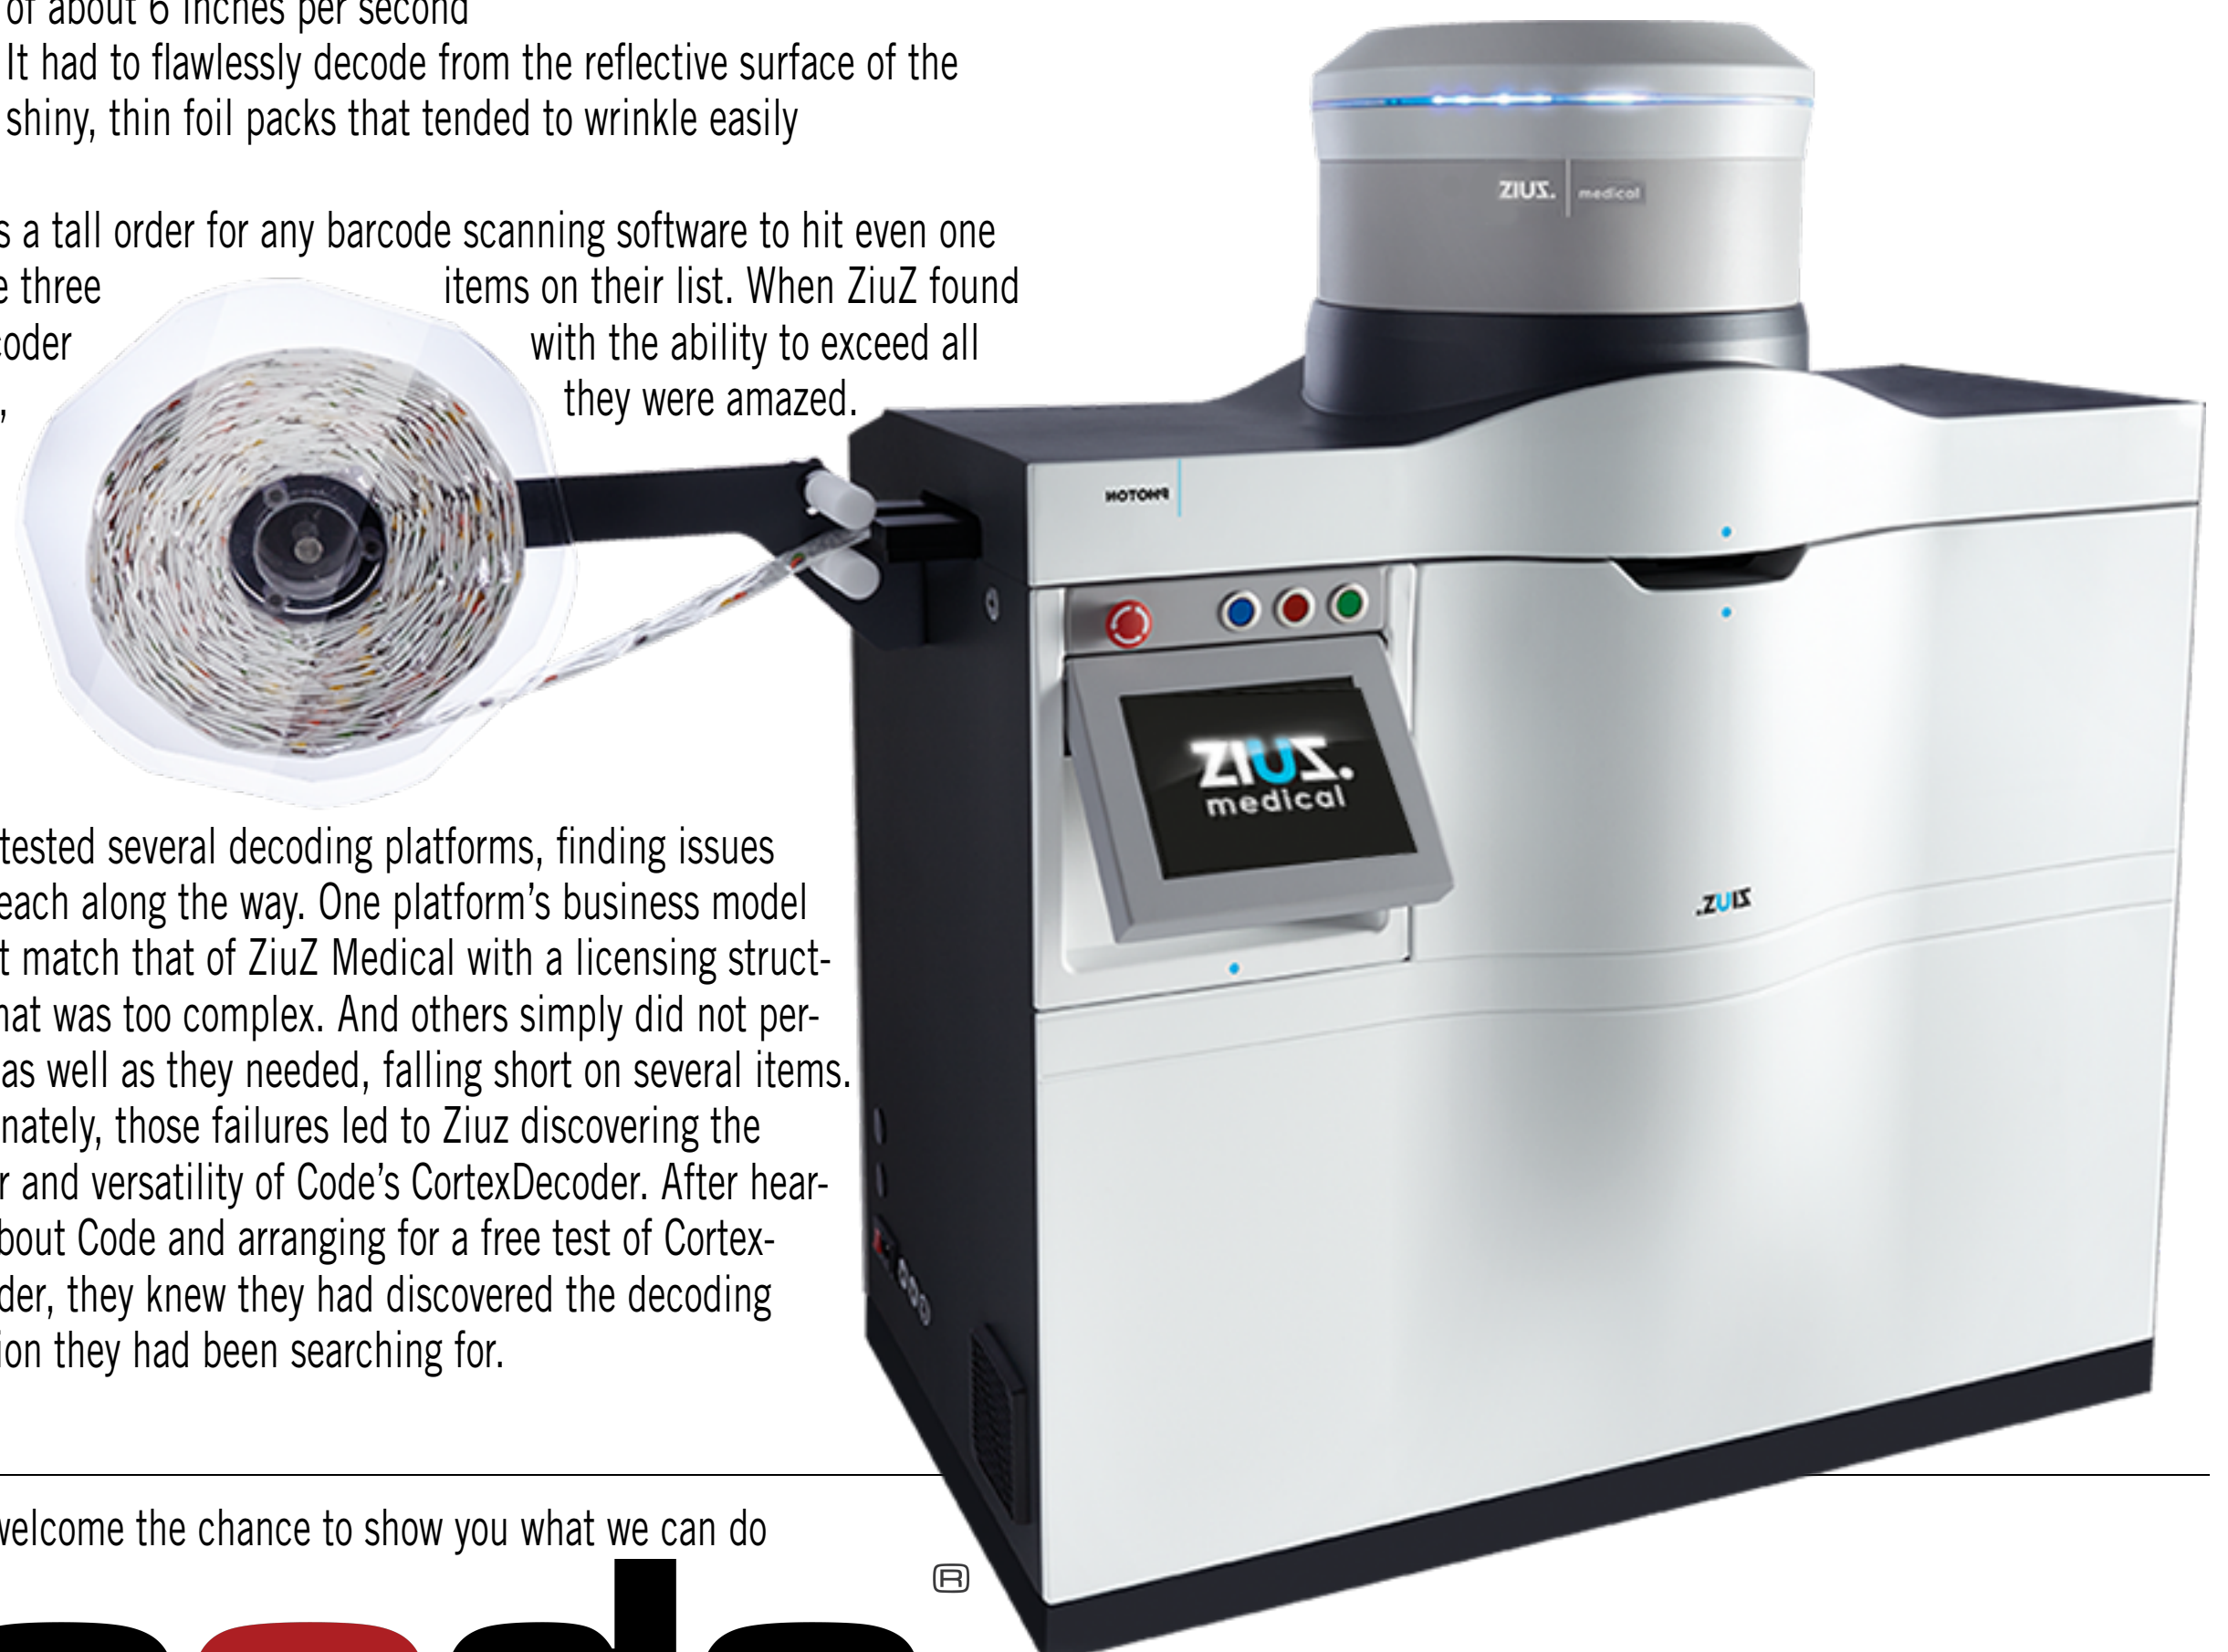 of about 6 inches per second
It had to flawlessly decode from the reflective surface of the
shiny, thin foil packs that tended to wrinkle easily
s a tall order for any barcode scanning software to hit even one
e three items on their list. When ZiuZ found
coder with the ability to exceed all
, they were amazed.
ZIUZ. medical
PHOTON
ZIUZ.
medical
ZIUZ.
tested several decoding platforms, finding issues
each along the way. One platform’s business model
t match that of ZiuZ Medical with a licensing struct-
hat was too complex. And others simply did not per-
as well as they needed, falling short on several items.
nately, those failures led to Ziuz discovering the
r and versatility of Code’s CortexDecoder. After hear-
bout Code and arranging for a free test of Cortex-
der, they knew they had discovered the decoding
ion they had been searching for.
welcome the chance to show you what we can do
code®